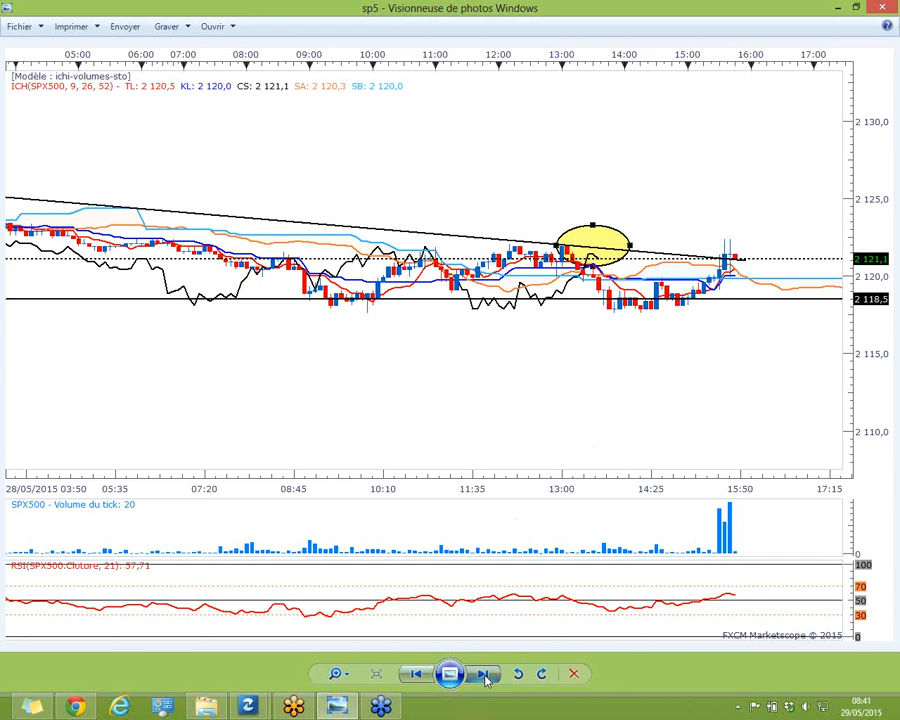 sp5 - Visionneuse de photos Windows
Fichier Imprimer Envoyer Graver Ouvrir
05:00 06:00 07:00 08:00 09:00 10:00 11:00 12:00 13:00 14:00 15:00 16:00 17:00
[Modèle : ichi-volumes-sto]
ICH(SPX500, 9, 26, 52) - TL: 2 120,5 KL: 2 120,0 CS: 2 121,1 SA: 2 120,3 SB: 2 120,0
2 130,0
2 125,0
2 121,1
2 120,0
2 118,5
2 115,0
2 110,0
28/05/2015 03:50 05:35 07:20 08:45 10:10 11:35 13:00 14:25 15:50 17:15
SPX500 - Volume du tick: 20
0
RSI(SPX500.Cloture, 21): 57,71
100
70
50
30
0
FXCM Marketscope © 2015
08:41
29/05/2015